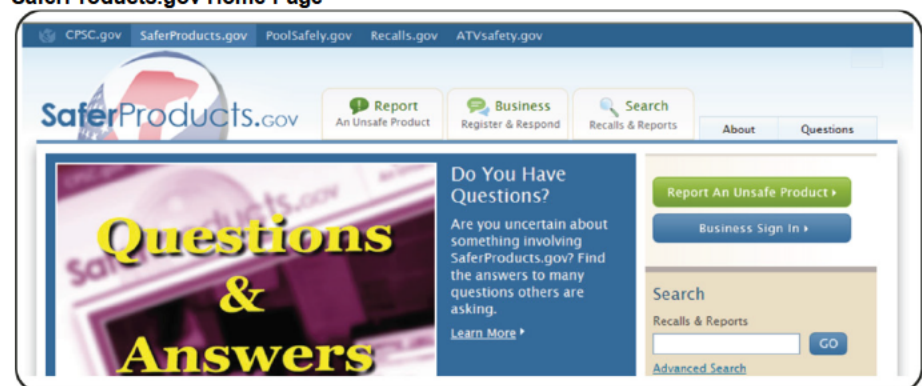 SaferProducts.gov Home Page
CPSC.gov SaferProducts.gov PoolSafely.gov Recalls.gov ATVsafety.gov
SaferProducts.GOV
Report
An Unsafe Product
Business
Register & Respond
Search
Recalls & Reports
About
Questions
Questions
&
Answers
Do You Have
Questions?
Are you uncertain about
something involving
SaferProducts.gov? Find
the answers to many
questions others are
asking.
Learn More
Report An Unsafe Product
Business Sign In
Search
Recalls & Reports
GO
Advanced Search